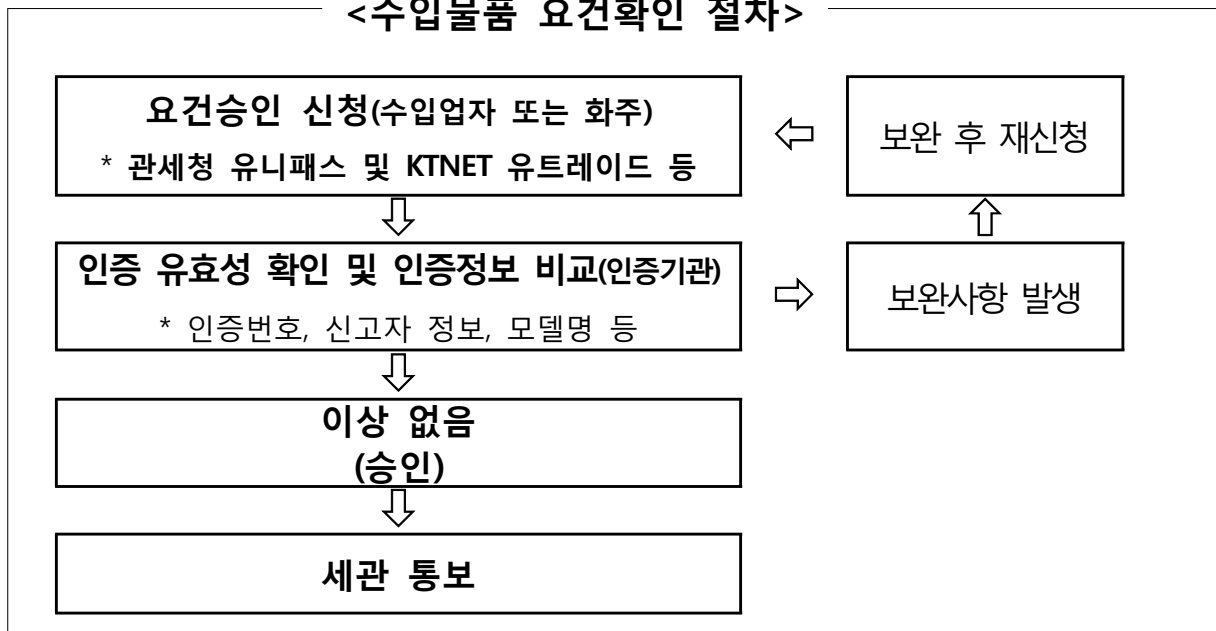 <수입물품 요건확인 절차>
요건승인 신청(수입업자 또는 화주)
* 관세청 유니패스 및 KTNET 유트레이드 등
보완 후 재신청
인증 유효성 확인 및 인증정보 비교(인증기관)
* 인증번호, 신고자 정보, 모델명 등
보완사항 발생
이상 없음
(승인)
세관 통보